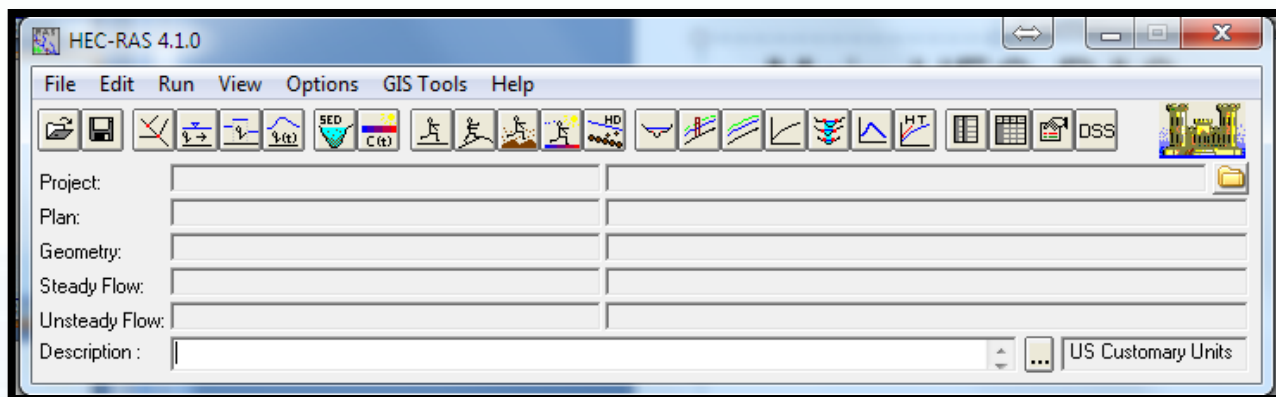 HEC-RAS 4.1.0
File Edit Run View Options GIS Tools Help
SED C(t) HD HT DSS
Project:
Plan:
Geometry:
Steady Flow:
Unsteady Flow:
Description : ... US Customary Units